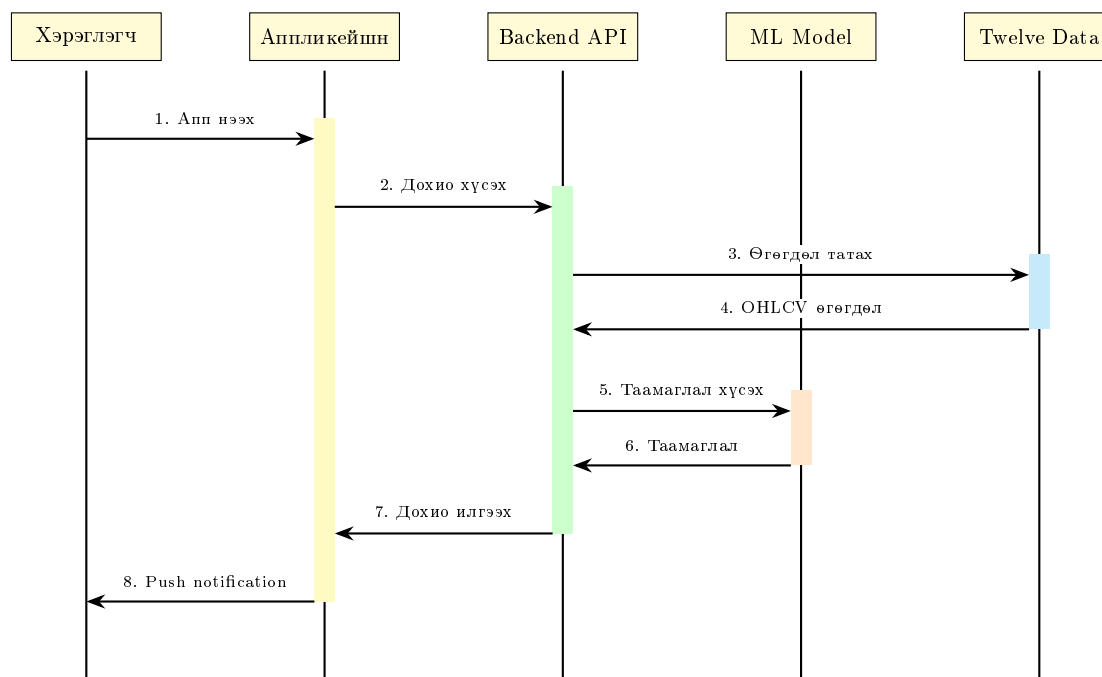 Хэрэглэгч
Аппликейшн
Backend API
ML Model
Twelve Data
1. Апп нээх
2. Дохио хүсэх
3. Өгөгдөл татах
4. OHLCV өгөгдөл
5. Таамаглал хүсэх
6. Таамаглал
7. Дохио илгээх
8. Push notification